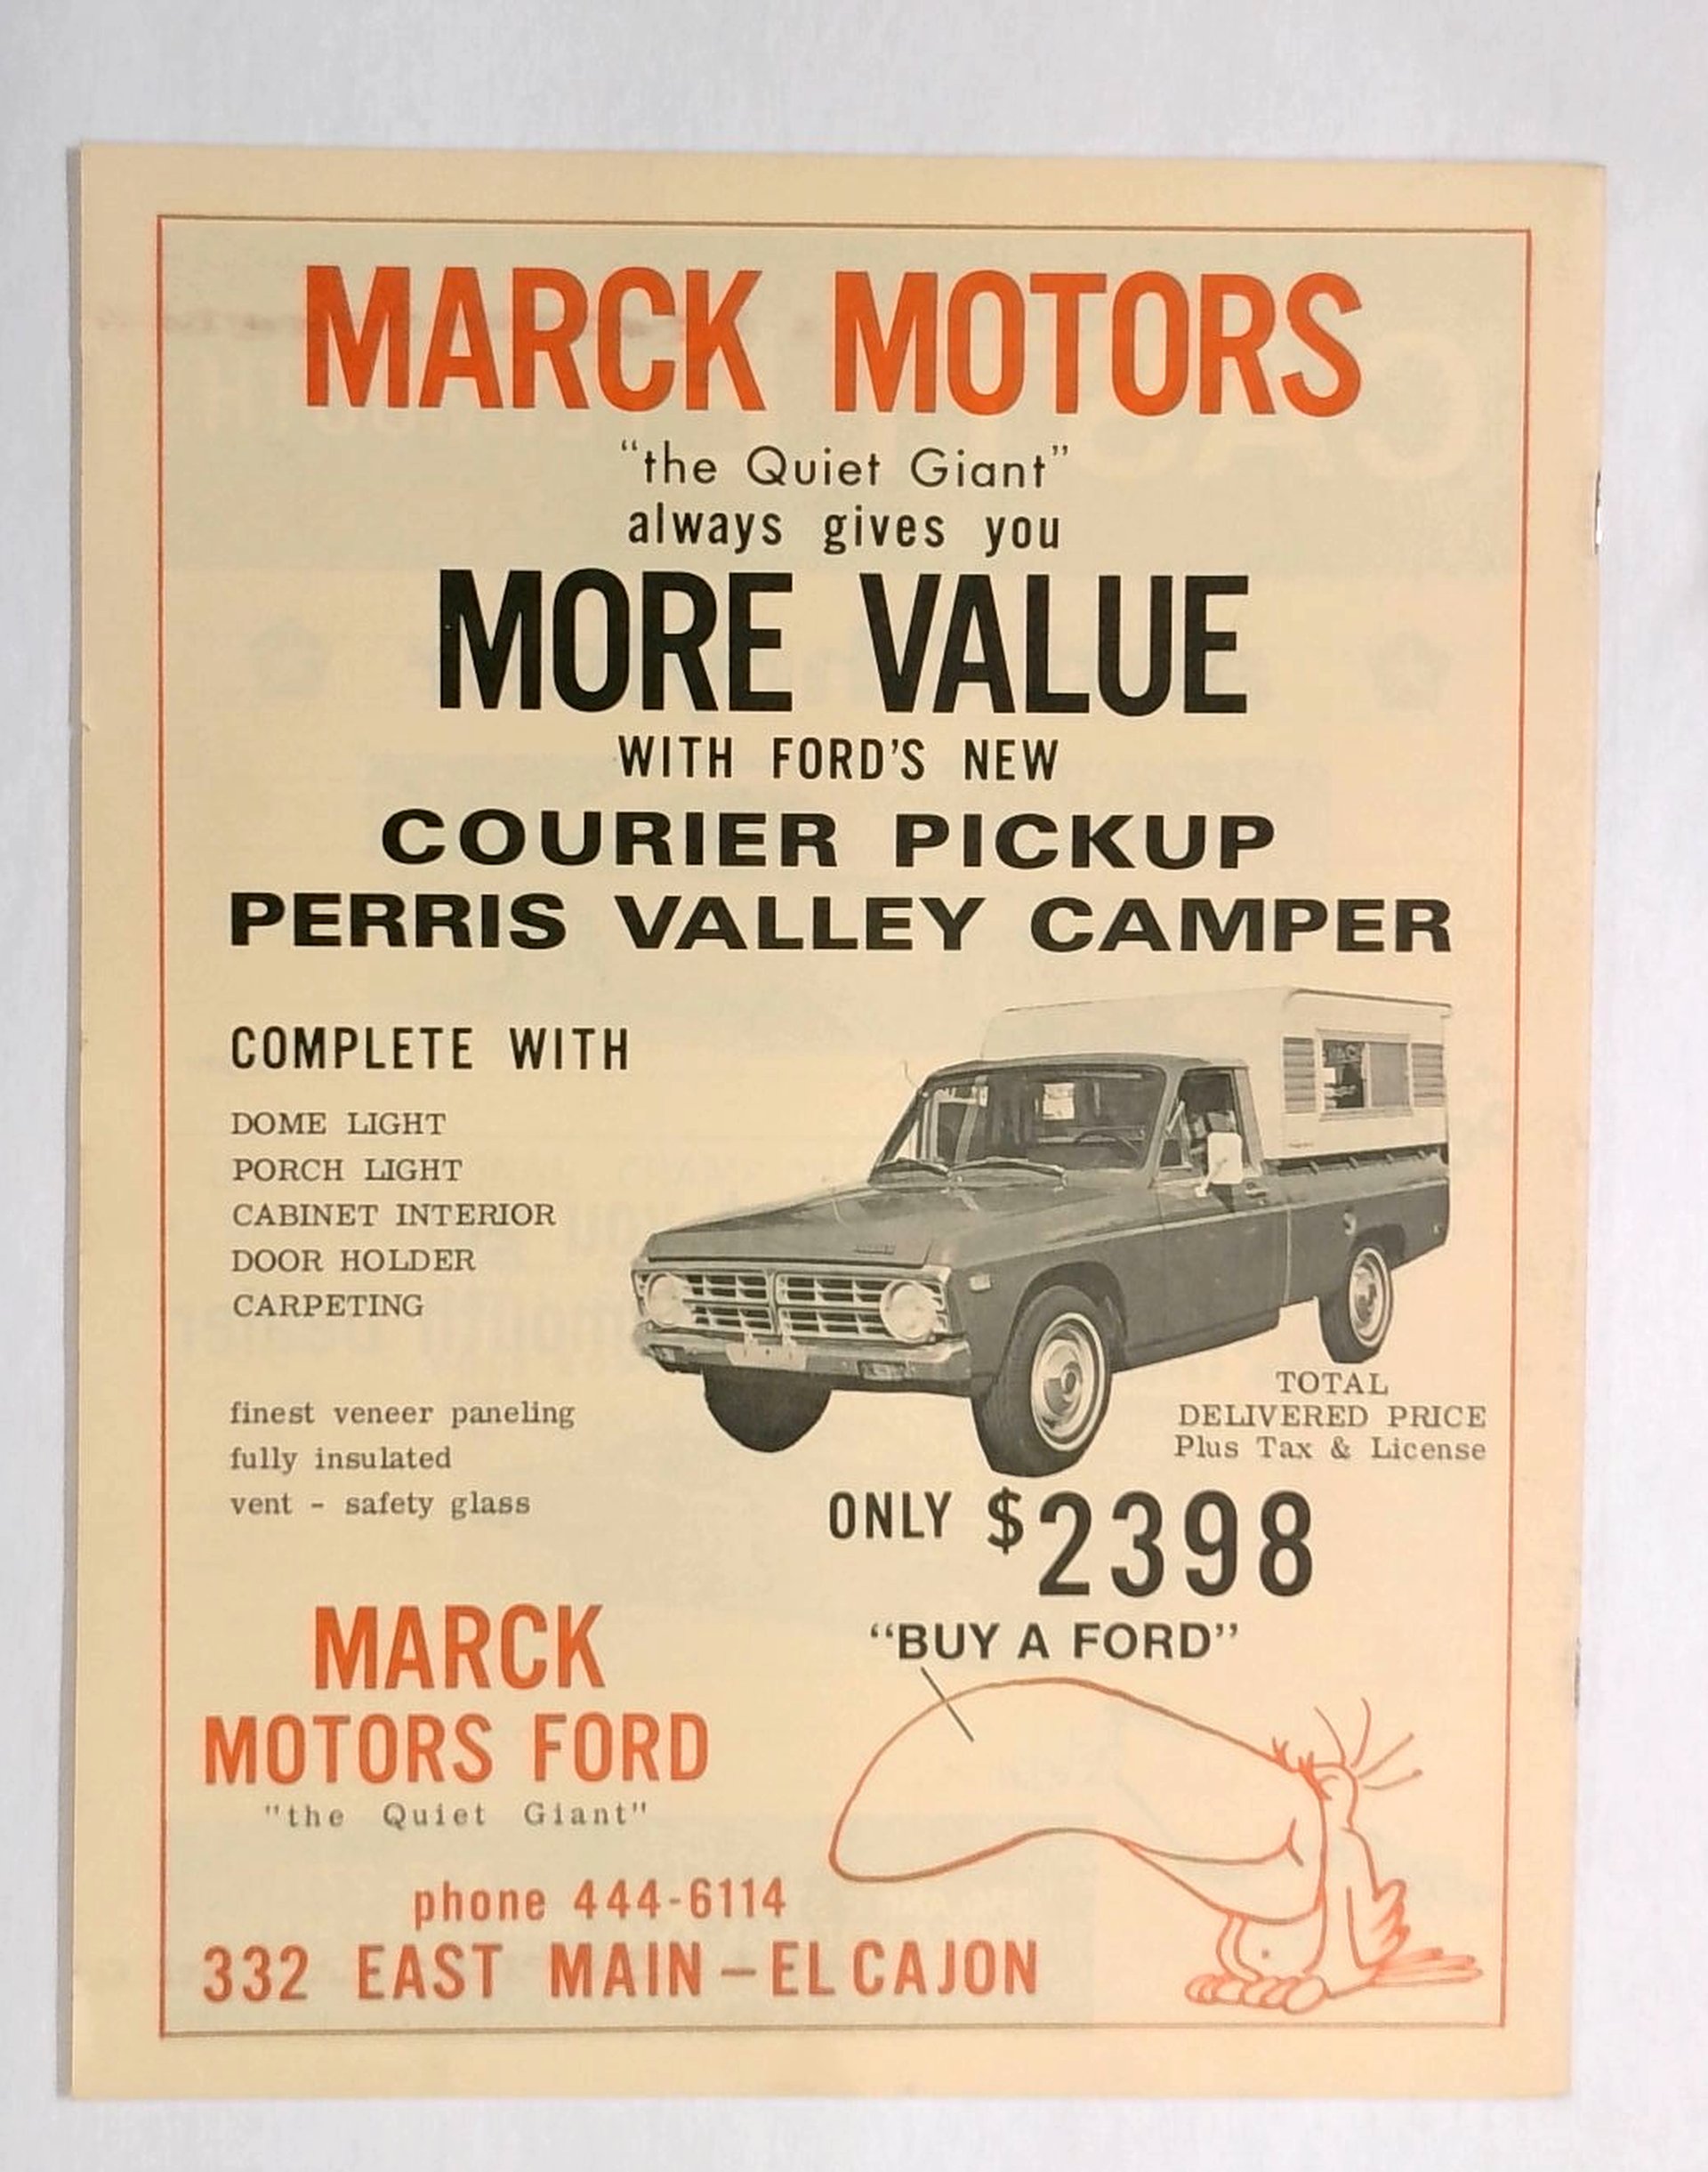 MARCK MOTORS
"the Quiet Giant"
always gives you
MORE VALUE
WITH FORD'S NEW
COURIER PICKUP
PERRIS VALLEY CAMPER
COMPLETE WITH
DOME LIGHT
PORCH LIGHT
CABINET INTERIOR
DOOR HOLDER
CARPETING
finest veneer paneling
fully insulated
vent - safety glass
TOTAL
DELIVERED PRICE
Plus Tax & License
ONLY $2398
"BUY A FORD"
MARCK
MOTORS FORD
"the Quiet Giant"
phone 444-6114
332 EAST MAIN - EL CAJON